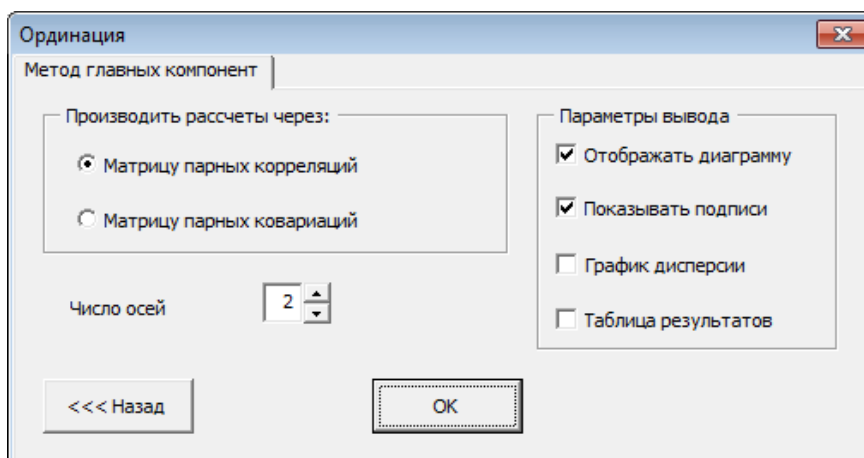 Ординация
Метод главных компонент
Производить рассчеты через:
Матрицу парных корреляций
Матрицу парных ковариаций
Число осей
2
Параметры вывода
Отображать диаграмму
Показывать подписи
График дисперсии
Таблица результатов
<<< Назад
OK